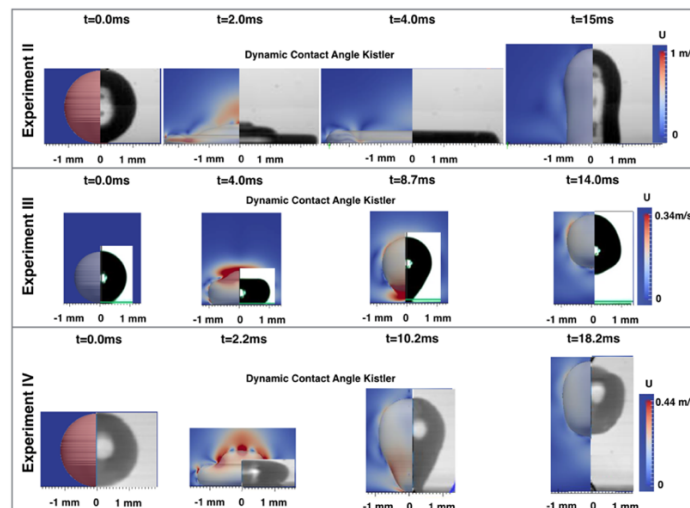 t=0.0ms t=2.0ms t=4.0ms t=15ms
U
Dynamic Contact Angle Kistler
1 m/
0
Experiment II
-1 mm 0 1 mm -1 mm 0 1 mm -1 mm 0 1 mm -1 mm 0 1 mm
t=0.0ms t=4.0ms t=8.7ms t=14.0ms
Dynamic Contact Angle Kistler
U
0.34m/s
0
Experiment III
-1 mm 0 1 mm -1 mm 0 1 mm -1 mm 0 1 mm -1 mm 0 1 mm
t=0.0ms t=2.2ms t=10.2ms t=18.2ms
Dynamic Contact Angle Kistler
U
0.44 m/
0
Experiment IV
-1 mm 0 1 mm -1 mm 0 1 mm -1 mm 0 1 mm -1 mm 0 1 mm